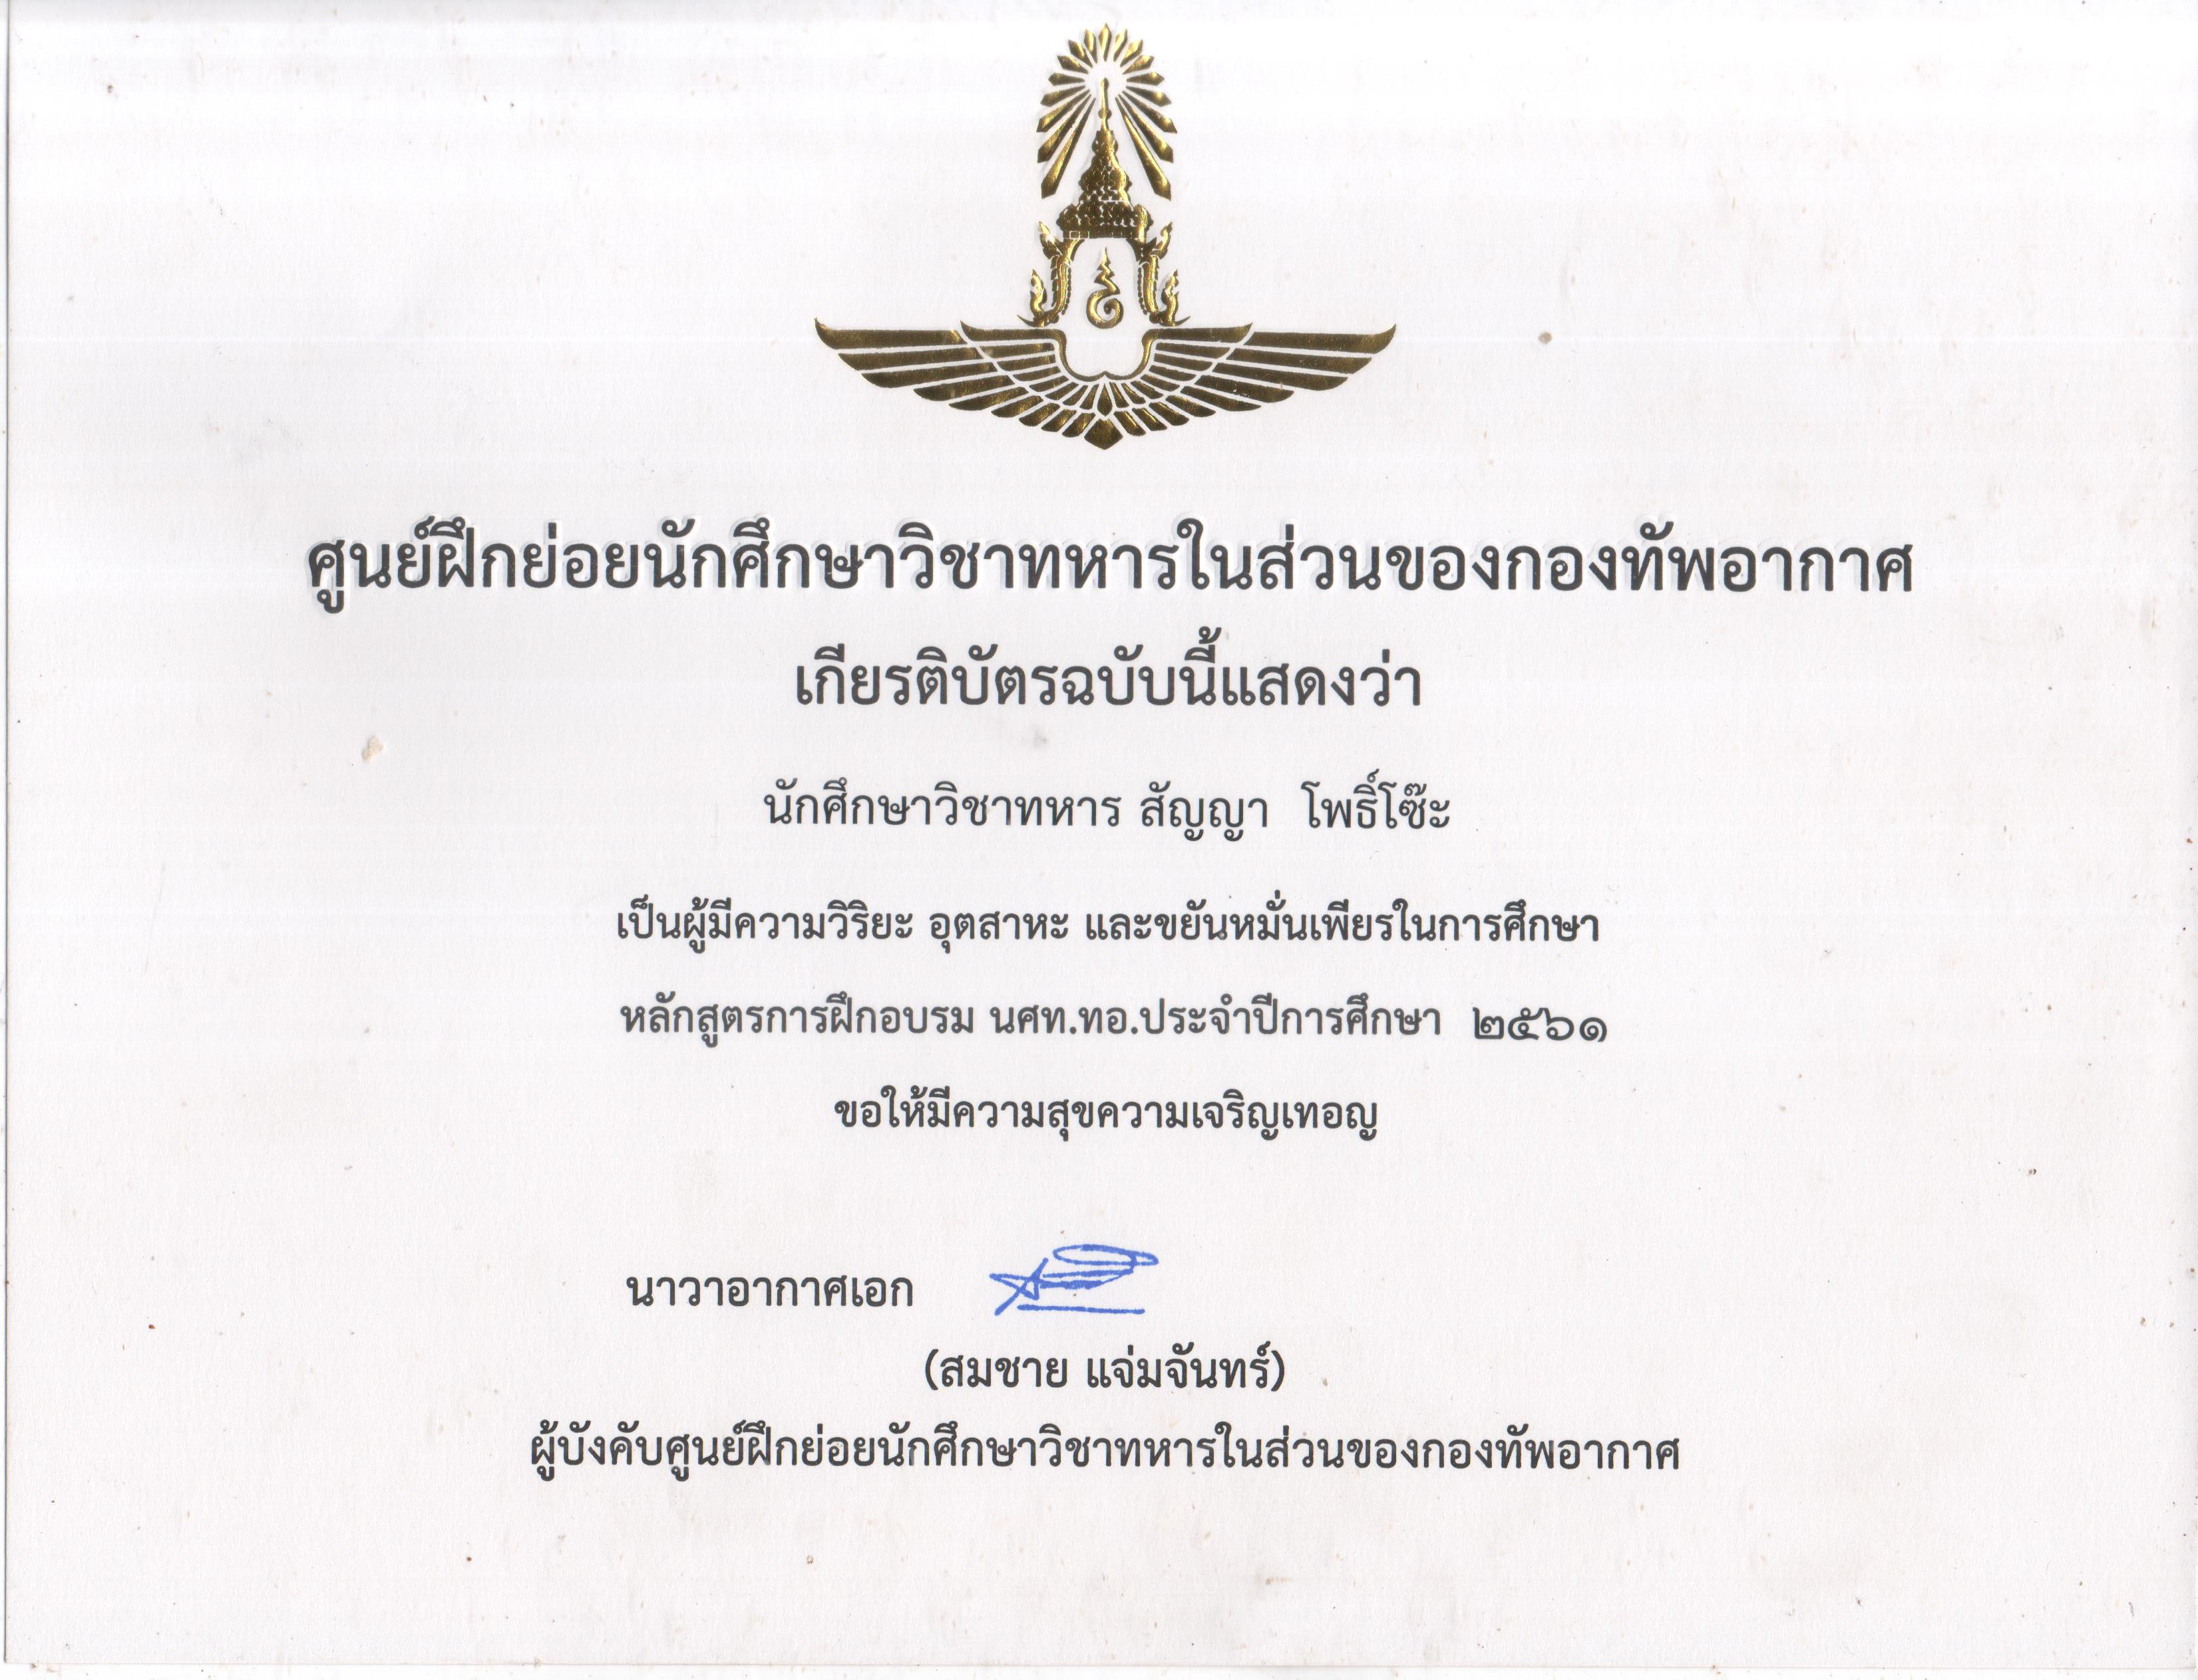 ศูนย์ฝึกย่อยนักศึกษาวิชาทหารในส่วนของกองทัพอากาศ
เกียรติบัตรฉบับนี้แสดงว่า
นักศึกษาวิชาทหาร สัญญา โพธิ์โซ๊ะ
เป็นผู้มีความวิริยะ อุตสาหะ และขยันหมั่นเพียรในการศึกษา
หลักสูตรการฝึกอบรม นศท.ทอ.ประจำปีการศึกษา ๒๕๖๑
ขอให้มีความสุขความเจริญเทอญ
นาวาอากาศเอก
(สมชาย แจ่มจันทร์)
ผู้บังคับศูนย์ฝึกย่อยนักศึกษาวิชาทหารในส่วนของกองทัพอากาศ